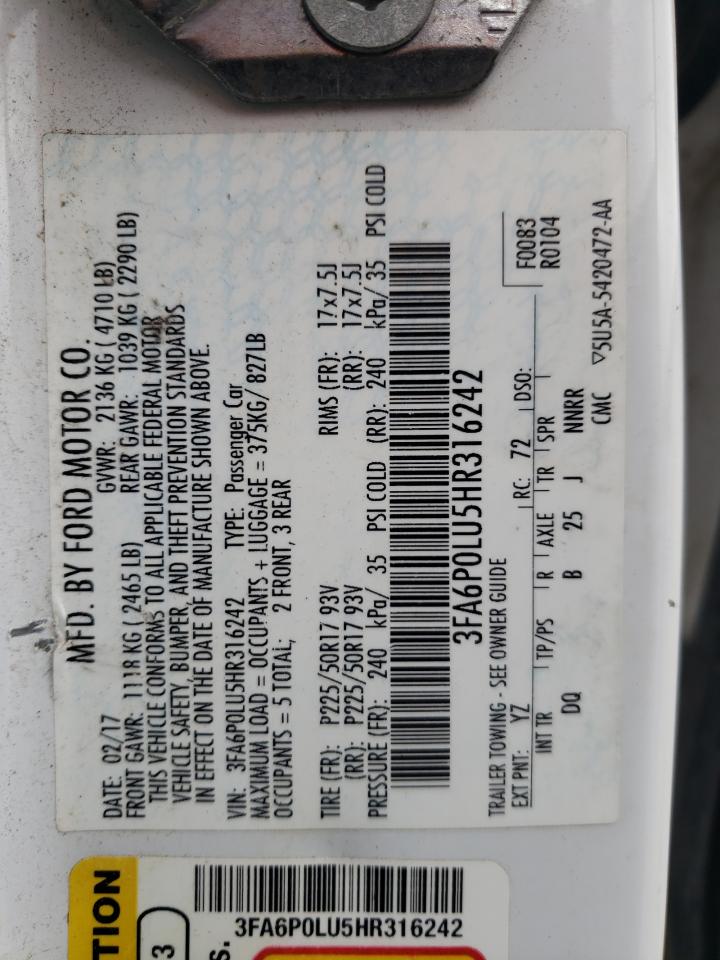 MFD. BY FORD MOTOR CO.
DATE: 02/17 GVWR: 2136 KG ( 4710 LB)
FRONT GAWR: 1118 KG ( 2465 LB) REAR GAWR: 1039 KG ( 2290 LB)
THIS VEHICLE CONFORMS TO ALL APPLICABLE FEDERAL MOTOR
VEHICLE SAFETY, BUMPER, AND THEFT PREVENTION STANDARDS
IN EFFECT ON THE DATE OF MANUFACTURE SHOWN ABOVE.
VIN: 3FA6P0LU5HR316242 TYPE: Passenger Car
MAXIMUM LOAD = OCCUPANTS + LUGGAGE = 375KG/ 827LB
OCCUPANTS = 5 TOTAL; 2 FRONT, 3 REAR
TIRE (FR): P225/50R17 93V RIMS (FR): 17x7.5J
(RR): P225/50R17 93V (RR): 17x7.5J
PRESSURE (FR): 240 kPa/ 35 PSI COLD (RR): 240 kPa/ 35 PSI COLD
3FA6P0LU5HR316242
TRAILER TOWING - SEE OWNER GUIDE F0083
EXT PNT: YZ RC: 72 DSO: R0104
INT TR TP/PS R AXLE TR SPR
DQ B 25 J NNRR
CMC ▽5U5A-5420472-AA
TION
3
S.
3FA6P0LU5HR316242